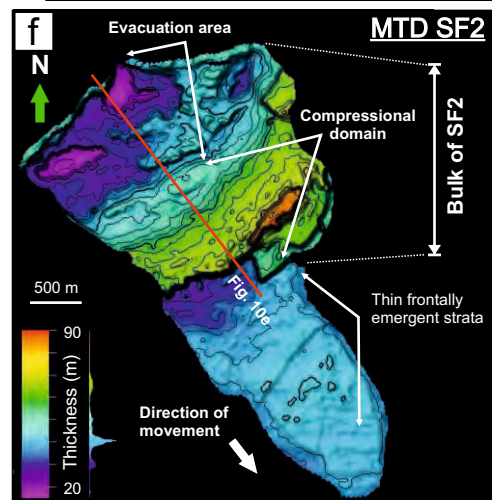 f
MTD SF2
Evacuation area
N
Compressional
domain
Bulk of SF2
500 m
Fig. 10e
Thin frontally
emergent strata
90
Thickness (m)
20
Direction of
movement